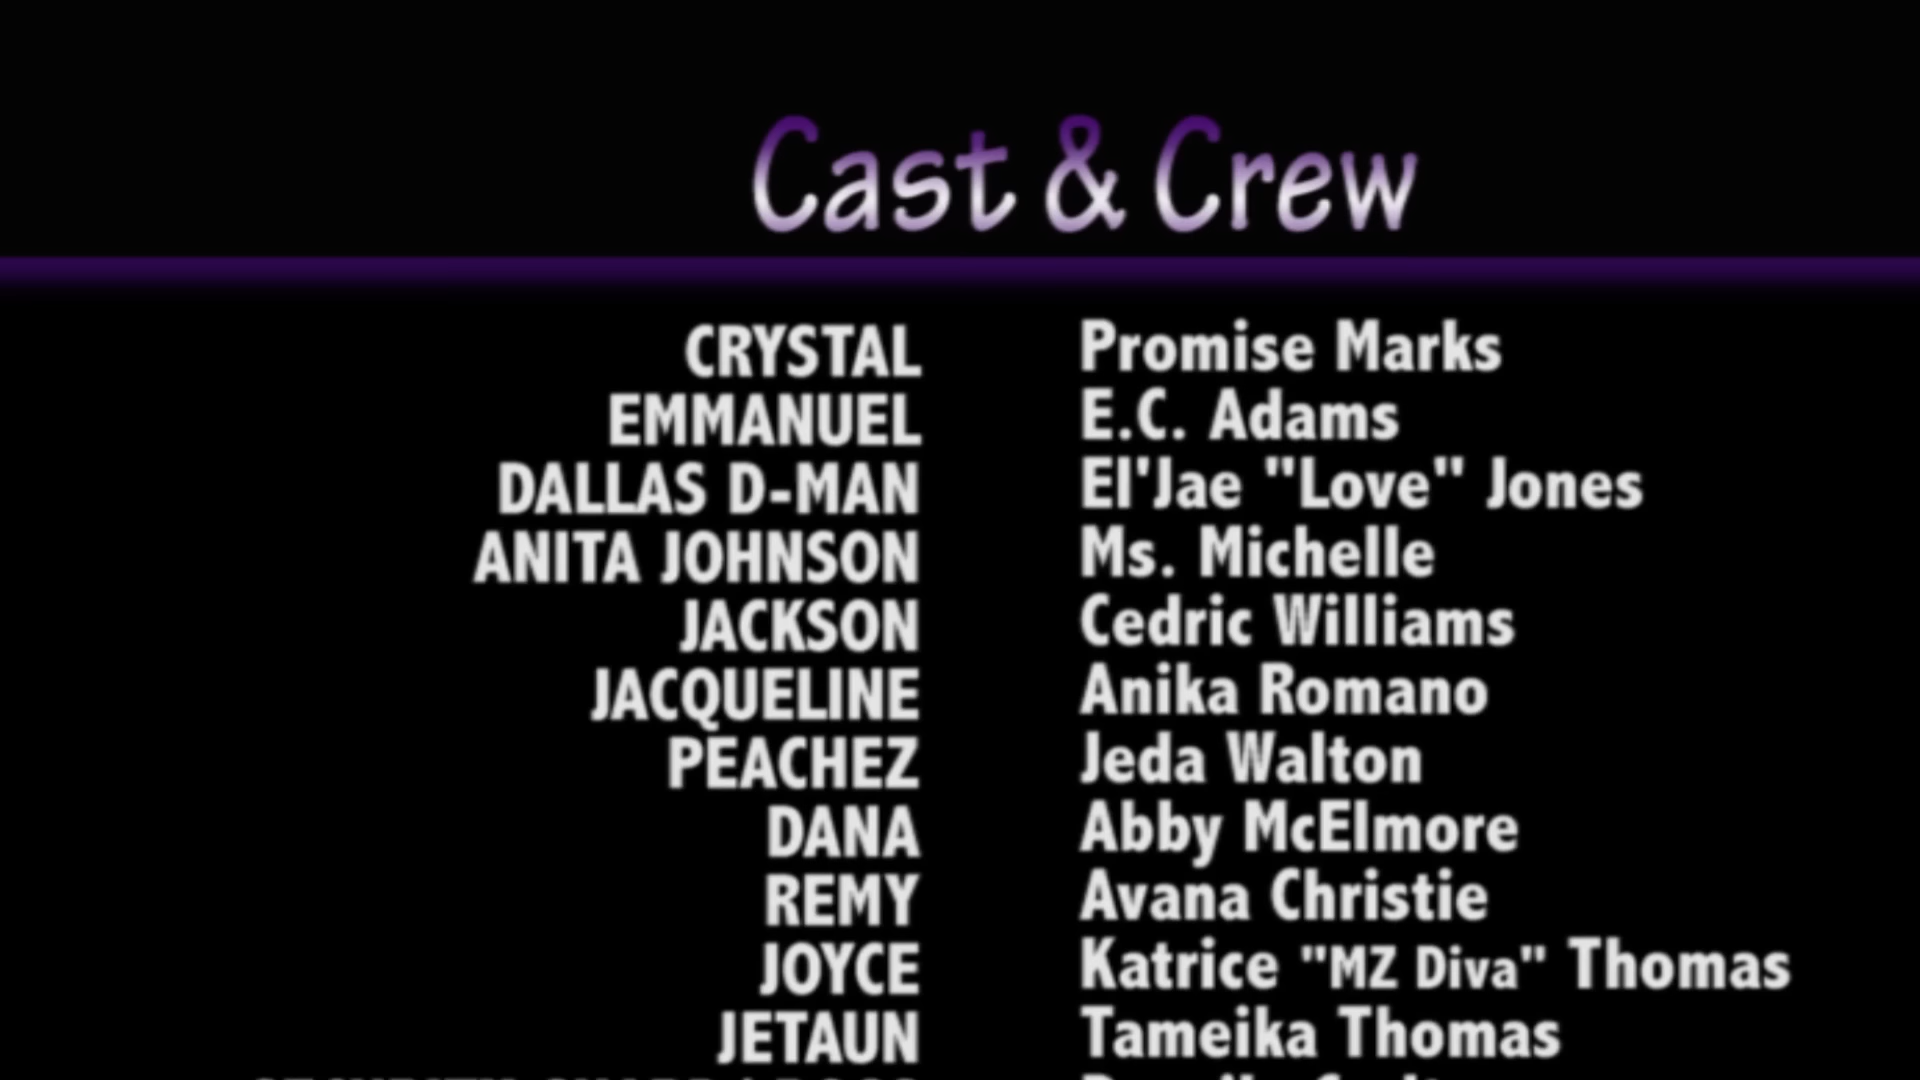 Cast & Crew
CRYSTAL Promise Marks
EMMANUEL E.C. Adams
DALLAS D-MAN El'Jae "Love" Jones
ANITA JOHNSON Ms. Michelle
JACKSON Cedric Williams
JACQUELINE Anika Romano
PEACHEZ Jeda Walton
DANA Abby McElmore
REMY Avana Christie
JOYCE Katrice "MZ Diva" Thomas
JETAUN Tameika Thomas